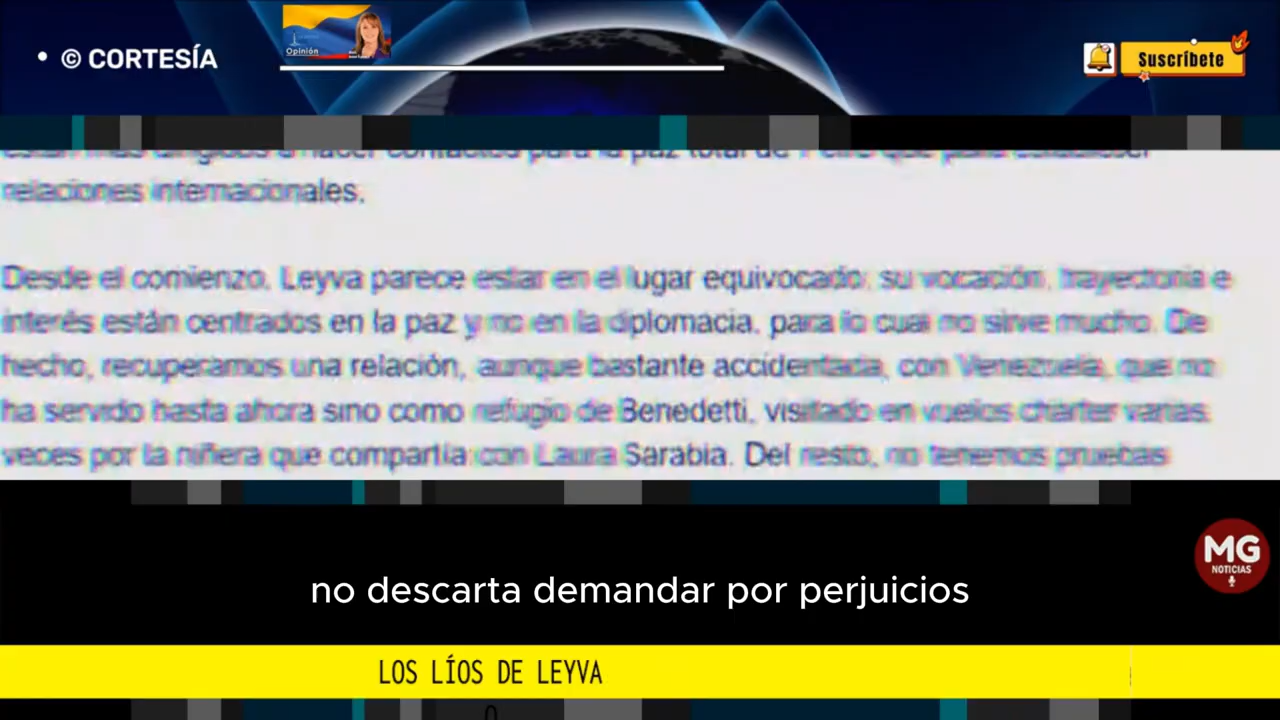 • © CORTESÍA
Opinión
Suscríbete
relaciones internacionales.
Desde el comienzo, Leyva parece estar en el lugar equivocado; su vocación, trayectoria e
interés están centrados en la paz y no en la diplomacia, para lo cual no sirve mucho. De
hecho, recuperamos una relación, aunque bastante accidentada, con Venezuela, que no
ha servido hasta ahora sino como refugio de Benedetti, visitado en vuelos chárter varias
veces por la niñera que compartía con Laura Sarabia. Del resto, no tenemos pruebas
MG
NOTICIAS
no descarta demandar por perjuicios
LOS LÍOS DE LEYVA